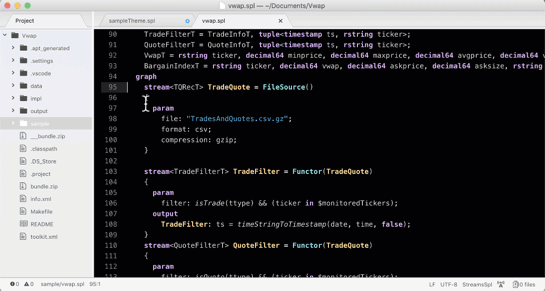 vwap.spl — ~/Documents/Vwap
Project
sampleTheme.spl
vwap.spl
Vwap
.apt_generated
.settings
.vscode
data
impl
output
sample
__bundle.zip
.classpath
.DS_Store
.project
bundle.zip
info.xml
Makefile
README
toolkit.xml
90 TradeFilterT = TradeInfoT, tuple<timestamp ts, rstring ticker>;
91 QuoteFilterT = QuoteInfoT, tuple<timestamp ts, rstring ticker>;
92 VwapT = rstring ticker, decimal64 minprice, decimal64 maxprice, decimal64 avgprice, decimal64
93 BargainIndexT = rstring ticker, decimal64 vwap, decimal64 askprice, decimal64 asksize, rstring
94 graph
95 stream<TQRecT> TradeQuote = FileSource()
96
97 param
98 file: "TradesAndQuotes.csv.gz";
99 format: csv;
100 compression: gzip;
101 }
102
103 stream<TradeFilterT> TradeFilter = Functor(TradeQuote)
104 {
105 param
106 filter: isTrade(ttype) && (ticker in $monitoredTickers);
107 output
108 TradeFilter: ts = timeStringToTimestamp(date, time, false);
109 }
110 stream<QuoteFilterT> QuoteFilter = Functor(TradeQuote)
111 {
112 param
113 filter: isQuote(ttype) && (ticker in $monitoredTickers);
0 0 sample/vwap.spl 95:1 LF UTF-8 StreamsSpl 0 files